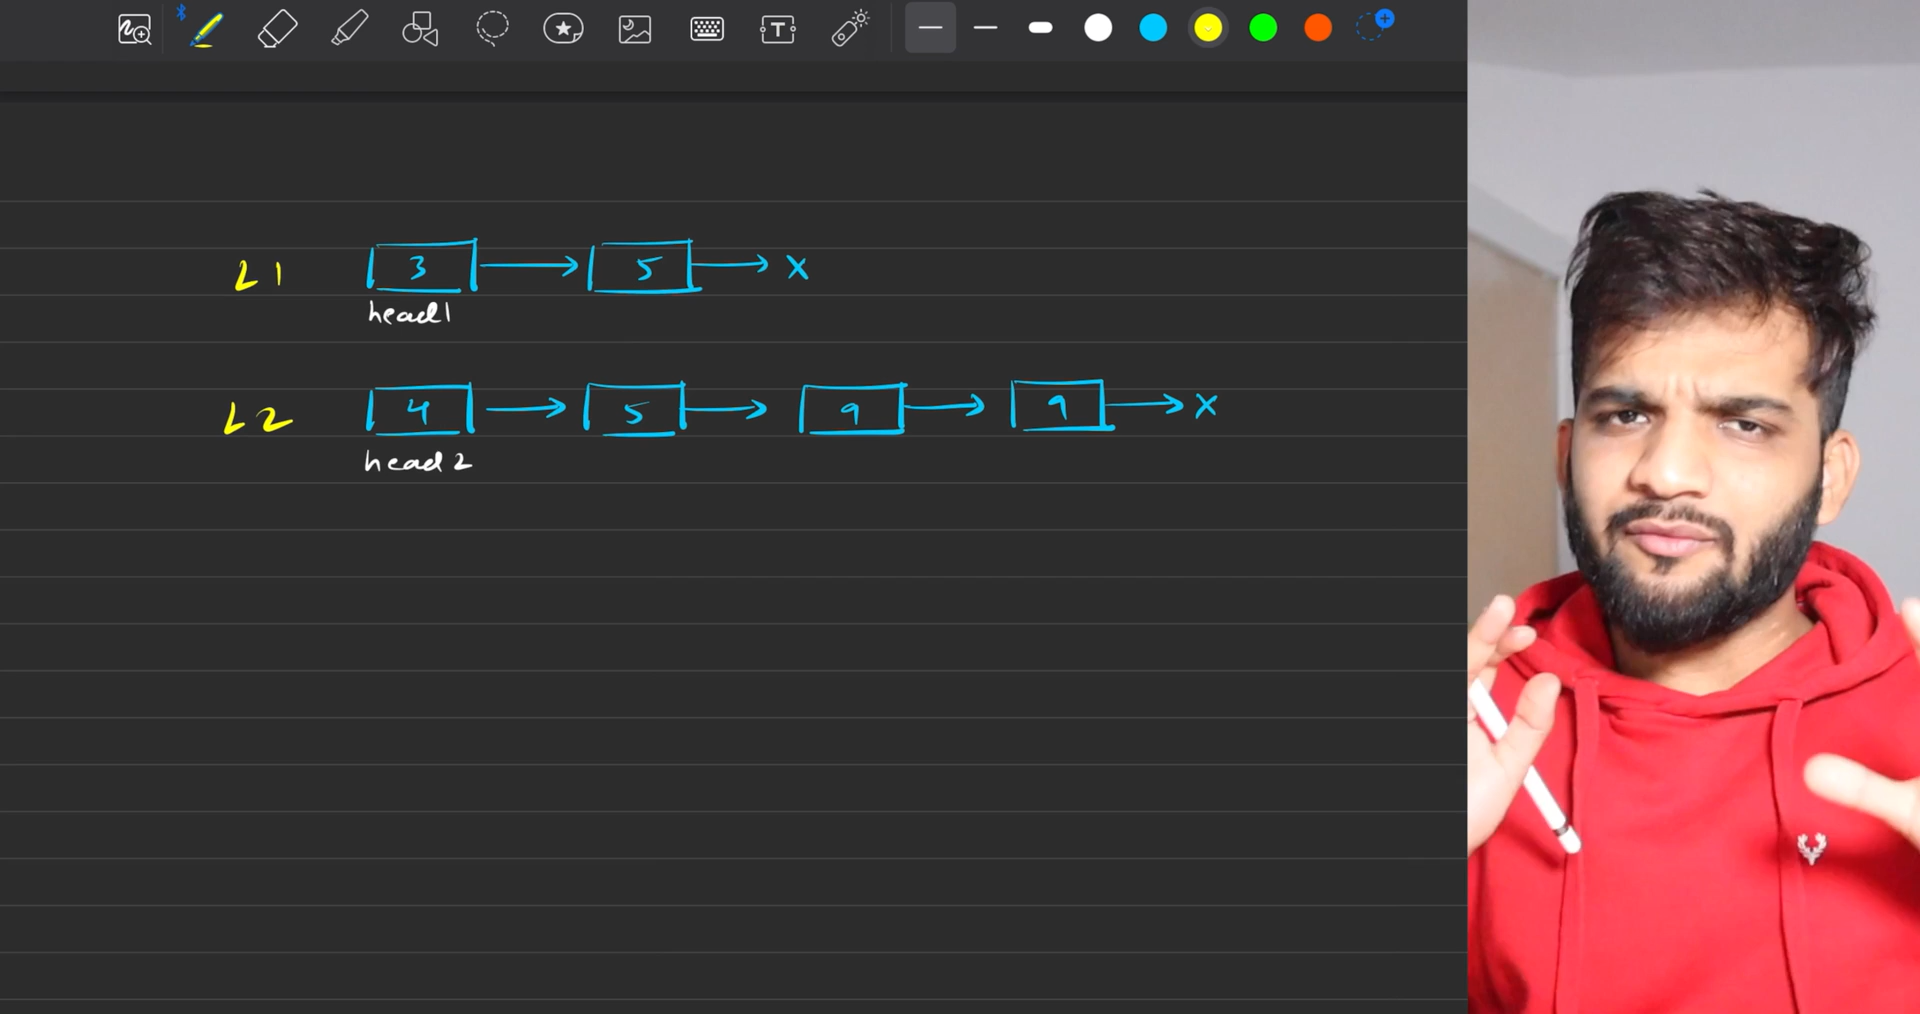 L1 3 → 5 → x
head1
L2 4 → 5 → 9 → 9 → x
head2